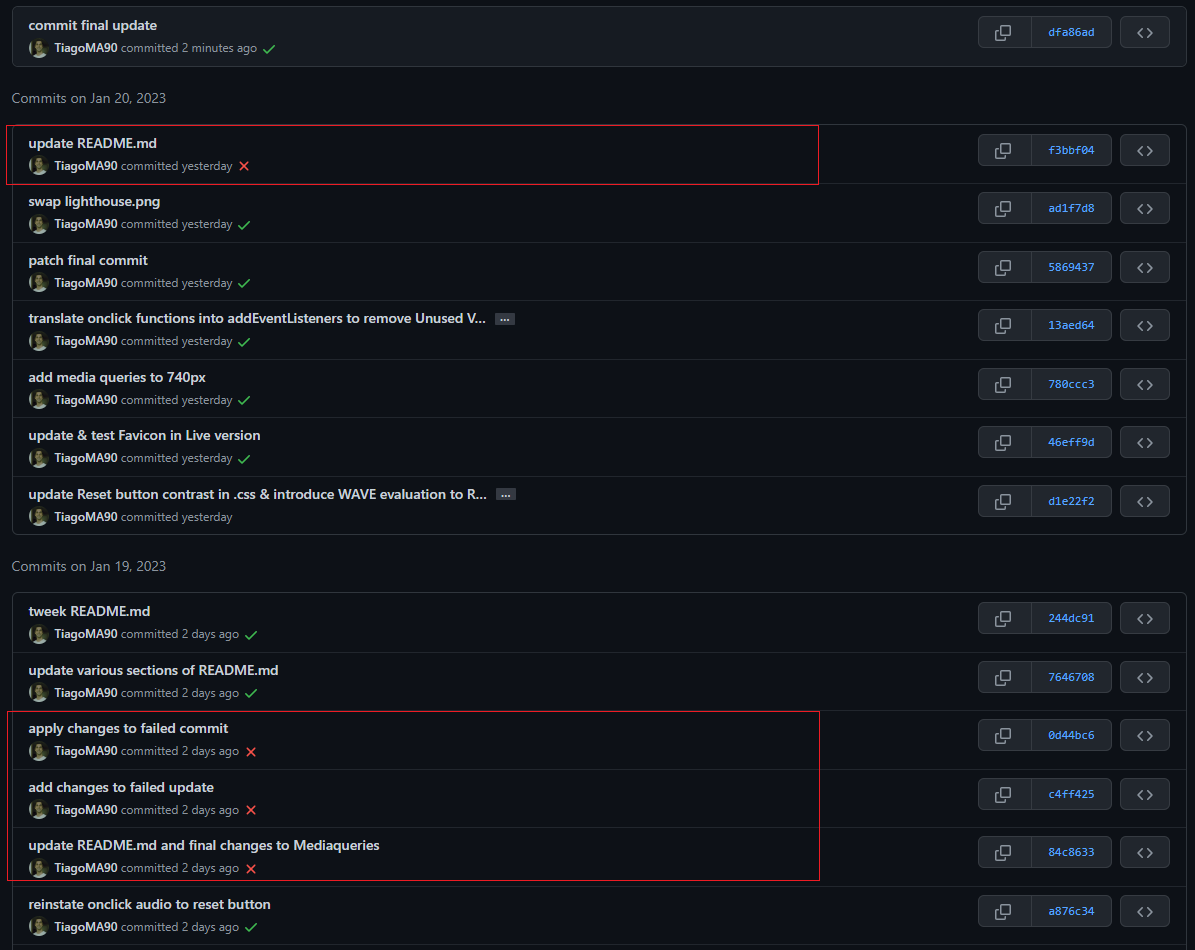 commit final update
dfa86ad
TiagoMA90 committed 2 minutes ago
Commits on Jan 20, 2023
update README.md
f3bbf04
TiagoMA90 committed yesterday
swap lighthouse.png
ad1f7d8
TiagoMA90 committed yesterday
patch final commit
5869437
TiagoMA90 committed yesterday
translate onclick functions into addEventListeners to remove Unused V... ...
13aed64
TiagoMA90 committed yesterday
add media queries to 740px
780ccc3
TiagoMA90 committed yesterday
update & test Favicon in Live version
46eff9d
TiagoMA90 committed yesterday
update Reset button contrast in .css & introduce WAVE evaluation to R... ...
d1e22f2
TiagoMA90 committed yesterday
Commits on Jan 19, 2023
tweek README.md
244dc91
TiagoMA90 committed 2 days ago
update various sections of README.md
7646708
TiagoMA90 committed 2 days ago
apply changes to failed commit
0d44bc6
TiagoMA90 committed 2 days ago
add changes to failed update
c4ff425
TiagoMA90 committed 2 days ago
update README.md and final changes to Mediaqueries
84c8633
TiagoMA90 committed 2 days ago
reinstate onclick audio to reset button
a876c34
TiagoMA90 committed 2 days ago